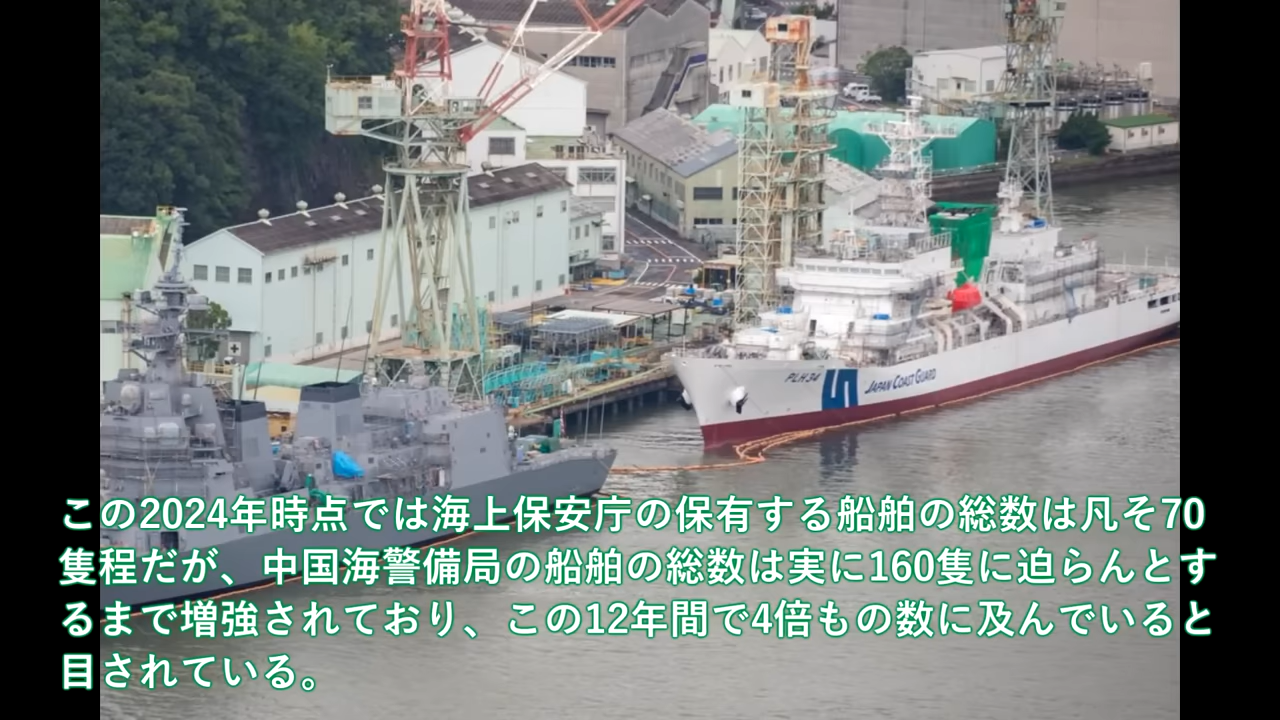 PLH 34
JAPAN COAST GUARD
この2024年時点では海上保安庁の保有する船舶の総数は凡そ70
隻程だが、中国海警備局の船舶の総数は実に160隻に迫らんとす
るまで増強されており、この12年間で4倍もの数に及んでいると
目されている。